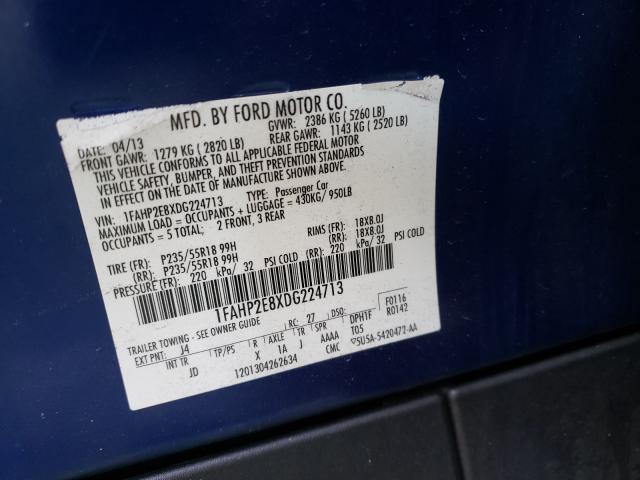 MFD. BY FORD MOTOR CO.
DATE: 04/13 GVWR: 2386 KG ( 5260 LB)
FRONT GAWR: 1279 KG ( 2820 LB) REAR GAWR: 1143 KG ( 2520 LB)
THIS VEHICLE CONFORMS TO ALL APPLICABLE FEDERAL MOTOR
VEHICLE SAFETY, BUMPER, AND THEFT PREVENTION STANDARDS
IN EFFECT ON THE DATE OF MANUFACTURE SHOWN ABOVE.
VIN: 1FAHP2E8XDG224713 TYPE: Passenger Car
MAXIMUM LOAD = OCCUPANTS + LUGGAGE = 430KG/ 950LB
OCCUPANTS = 5 TOTAL; 2 FRONT, 3 REAR
TIRE (FR): P235/55R18 99H RIMS (FR): 18X8.0J
(RR): P235/55R18 99H (RR): 18X8.0J
PRESSURE (FR): 220 kPa/ 32 PSI COLD (RR): 220 kPa/ 32 PSI COLD
1FAHP2E8XDG224713
TRAILER TOWING - SEE OWNER GUIDE RC: 27 DSO: F0116
EXT PNT: J4 R AXLE TR SPR DPH1F R0142
INT TR TP/PS X 1A J AAAA T05
JD 1201304262634 CMC 5U5A-5420472-AA